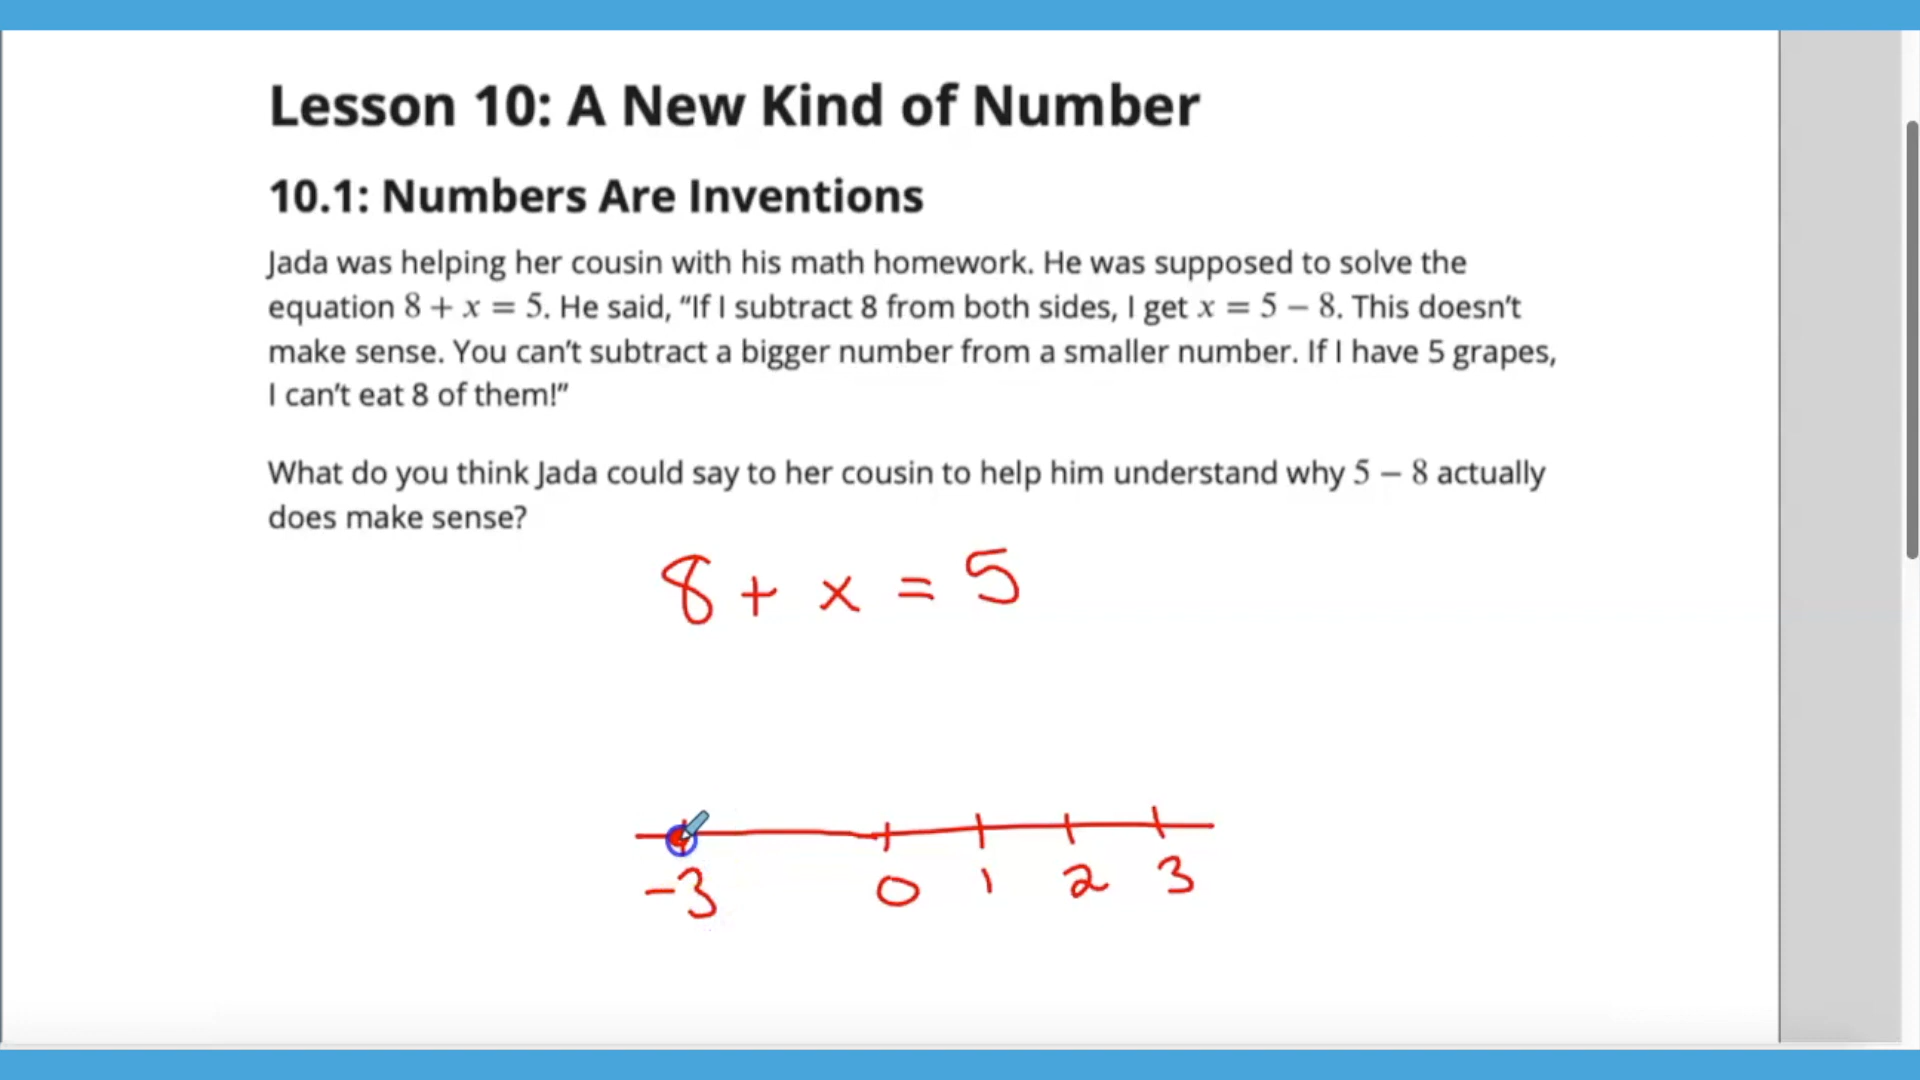 Lesson 10: A New Kind of Number
10.1: Numbers Are Inventions
Jada was helping her cousin with his math homework. He was supposed to solve the
equation 8 + x = 5. He said, “If I subtract 8 from both sides, I get x = 5 − 8. This doesn’t
make sense. You can’t subtract a bigger number from a smaller number. If I have 5 grapes,
I can’t eat 8 of them!”
What do you think Jada could say to her cousin to help him understand why 5 − 8 actually
does make sense?
8 + x = 5
-3 0 1 2 3